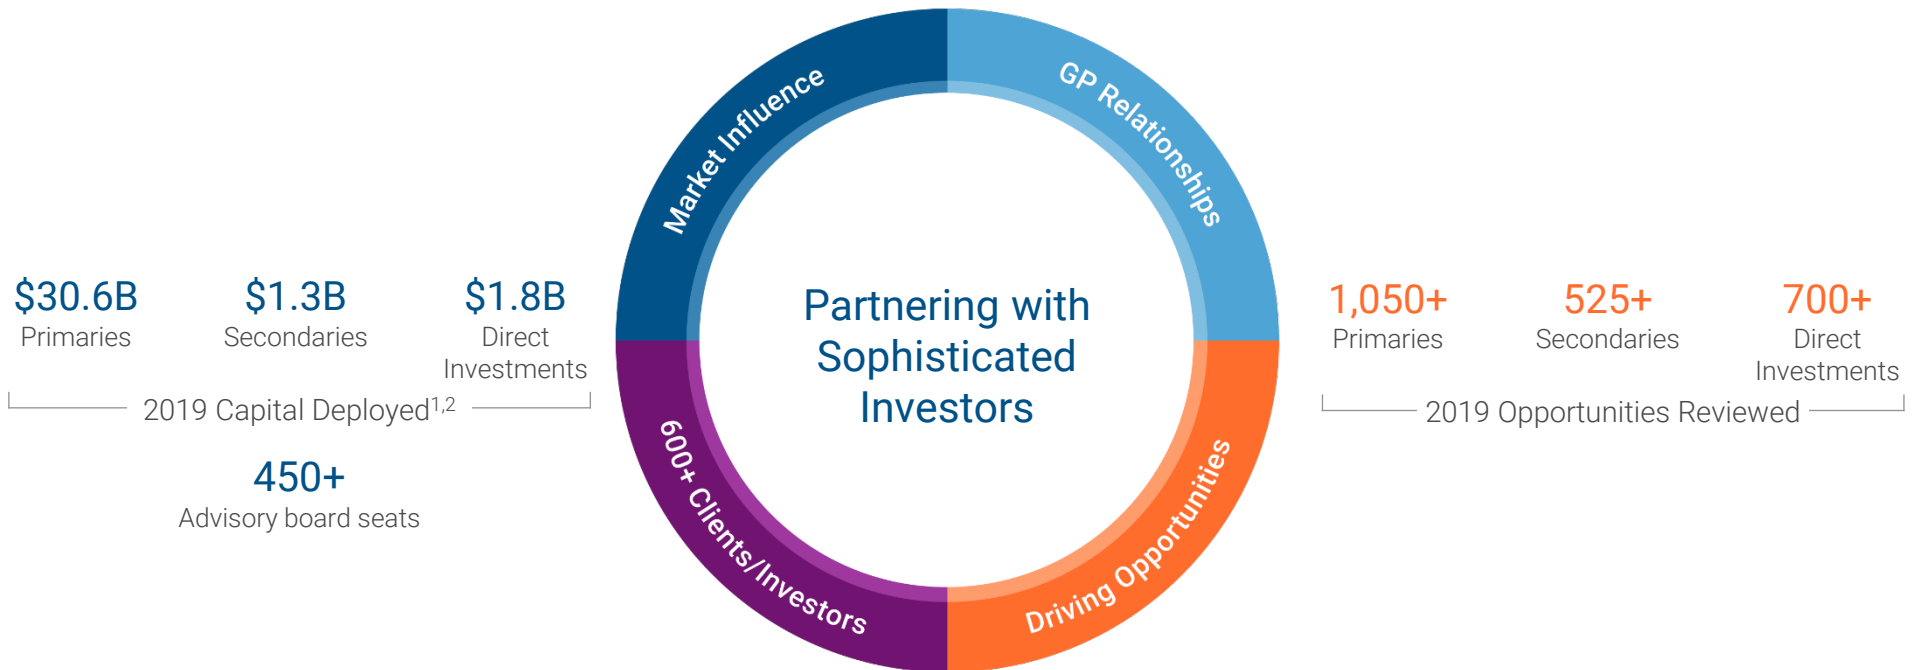 Market Influence
GP Relationships
$30.6B
Primaries
$1.3B
Secondaries
$1.8B
Direct
Investments
2019 Capital Deployed1,2
450+
Advisory board seats
Partnering with
Sophisticated
Investors
1,050+
Primaries
525+
Secondaries
700+
Direct
Investments
2019 Opportunities Reviewed
600+ Clients/Investors
Driving Opportunities